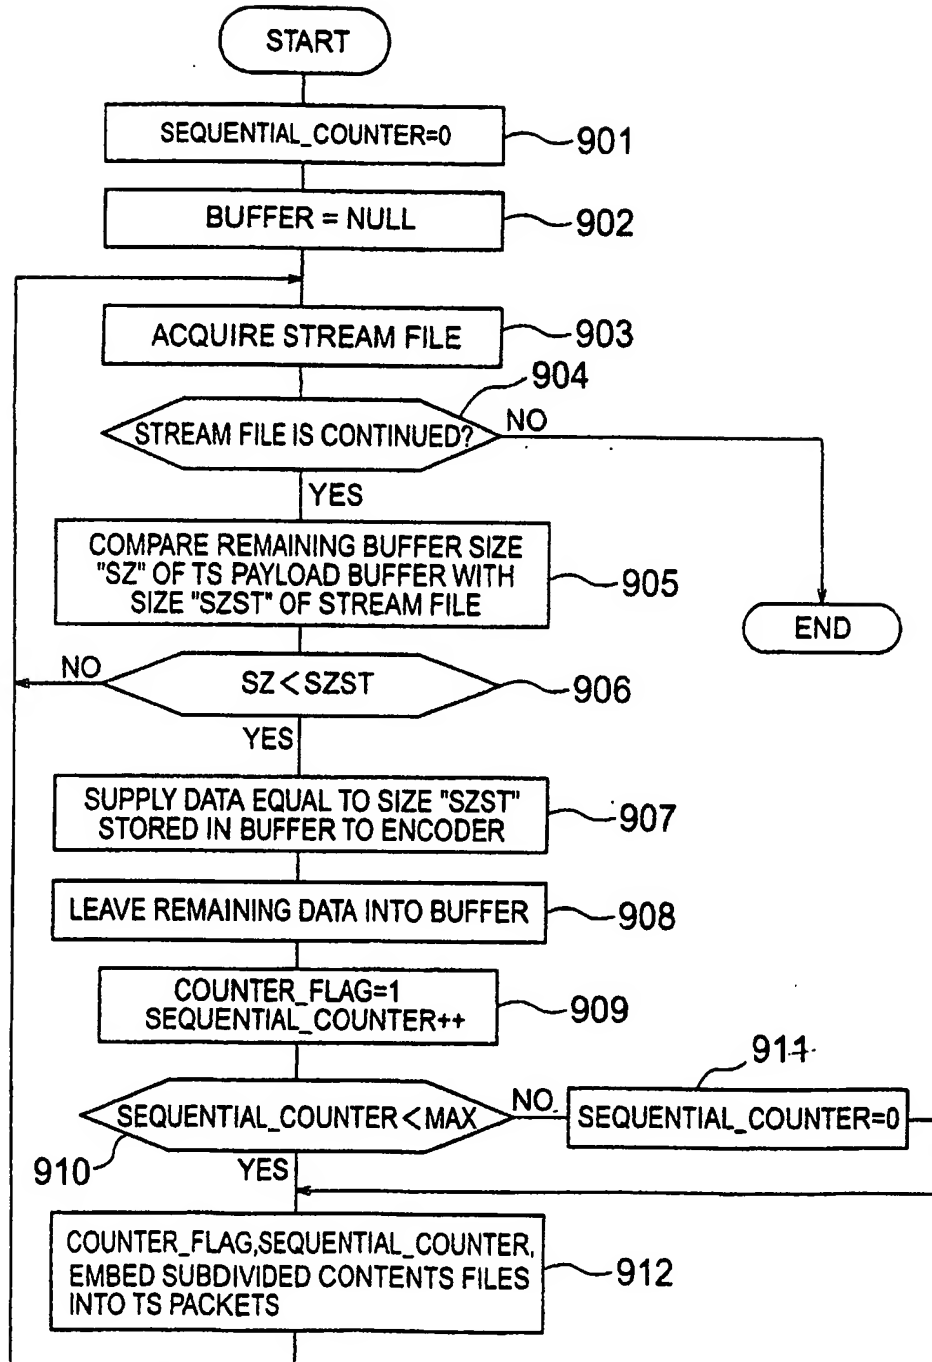 START
SEQUENTIAL_COUNTER=0
901
BUFFER = NULL
902
ACQUIRE STREAM FILE
903
904
STREAM FILE IS CONTINUED?
NO
YES
COMPARE REMAINING BUFFER SIZE
"SZ" OF TS PAYLOAD BUFFER WITH
SIZE "SZST" OF STREAM FILE
905
END
NO
SZ<SZST
906
YES
SUPPLY DATA EQUAL TO SIZE "SZST"
STORED IN BUFFER TO ENCODER
907
LEAVE REMAINING DATA INTO BUFFER
908
COUNTER_FLAG=1
SEQUENTIAL_COUNTER++
909
911
SEQUENTIAL_COUNTER<MAX
NO
SEQUENTIAL_COUNTER=0
910
YES
COUNTER_FLAG,SEQUENTIAL_COUNTER,
EMBED SUBDIVIDED CONTENTS FILES
INTO TS PACKETS
912